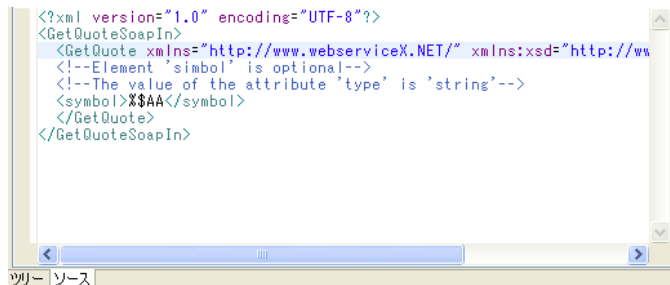 <?xml version="1.0" encoding="UTF-8"?>
<GetQuoteSoapIn>
<GetQuote xmlns="http://www.webserviceX.NET/" xmlns:xsd="http://ww
<!--Element 'simbol' is optional-->
<!--The value of the attribute 'type' is 'string'-->
<symbol>%$AA</symbol>
</GetQuote>
</GetQuoteSoapIn>
ツリー ソース